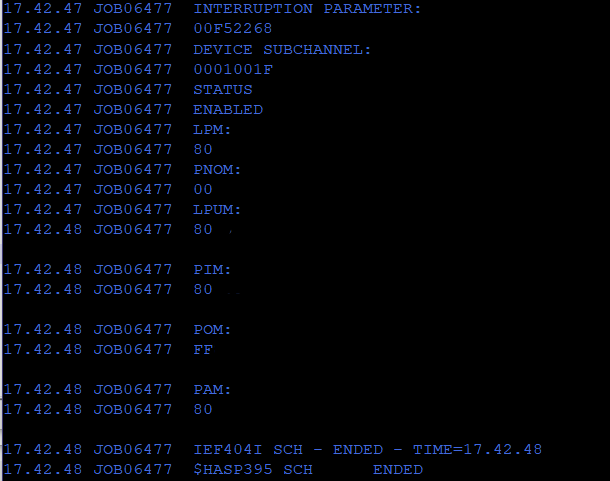 17.42.47 JOB06477  INTERRUPTION PARAMETER:
17.42.47 JOB06477  00F52268
17.42.47 JOB06477  DEVICE SUBCHANNEL:
17.42.47 JOB06477  0001001F
17.42.47 JOB06477  STATUS
17.42.47 JOB06477  ENABLED
17.42.47 JOB06477  LPM:
17.42.47 JOB06477  80
17.42.47 JOB06477  PNOM:
17.42.47 JOB06477  00
17.42.47 JOB06477  LPUM:
17.42.48 JOB06477  80
17.42.48 JOB06477  PIM:
17.42.48 JOB06477  80
17.42.48 JOB06477  POM:
17.42.48 JOB06477  FF
17.42.48 JOB06477  PAM:
17.42.48 JOB06477  80
17.42.48 JOB06477  IEF404I SCH - ENDED - TIME=17.42.48
17.42.48 JOB06477  $HASP395 SCH      ENDED